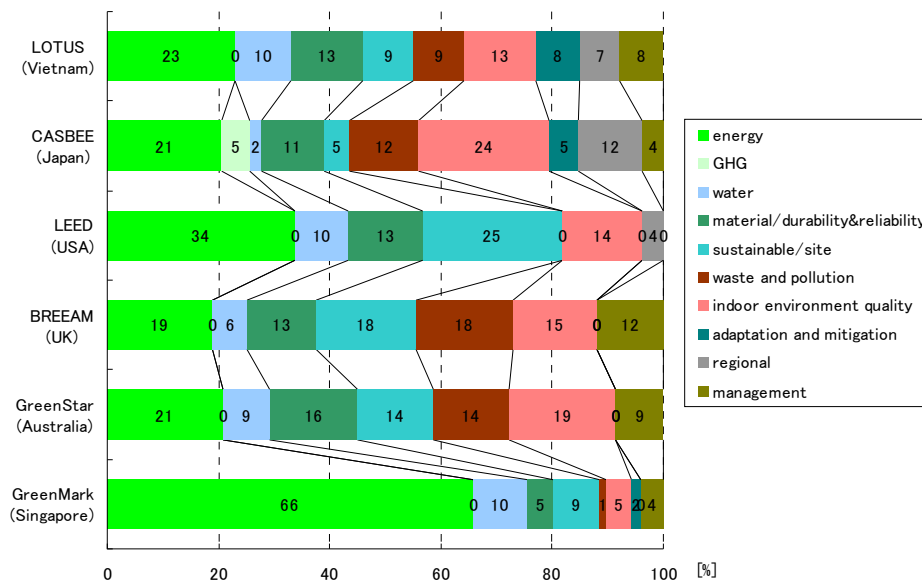 LOTUS
(Vietnam)
23 0 10 13 9 9 13 8 7 8
CASBEE
(Japan)
21 5 2 11 5 12 24 5 12 4
LEED
(USA)
34 0 10 13 25 0 14 0 4 0
BREEAM
(UK)
19 0 6 13 18 18 15 0 12
GreenStar
(Australia)
21 0 9 16 14 14 19 0 9
GreenMark
(Singapore)
66 0 10 5 9 1 5 2 0 4
0 20 40 60 80 100 [%]
energy
GHG
water
material/durability&reliability
sustainable/site
waste and pollution
indoor environment quality
adaptation and mitigation
regional
management